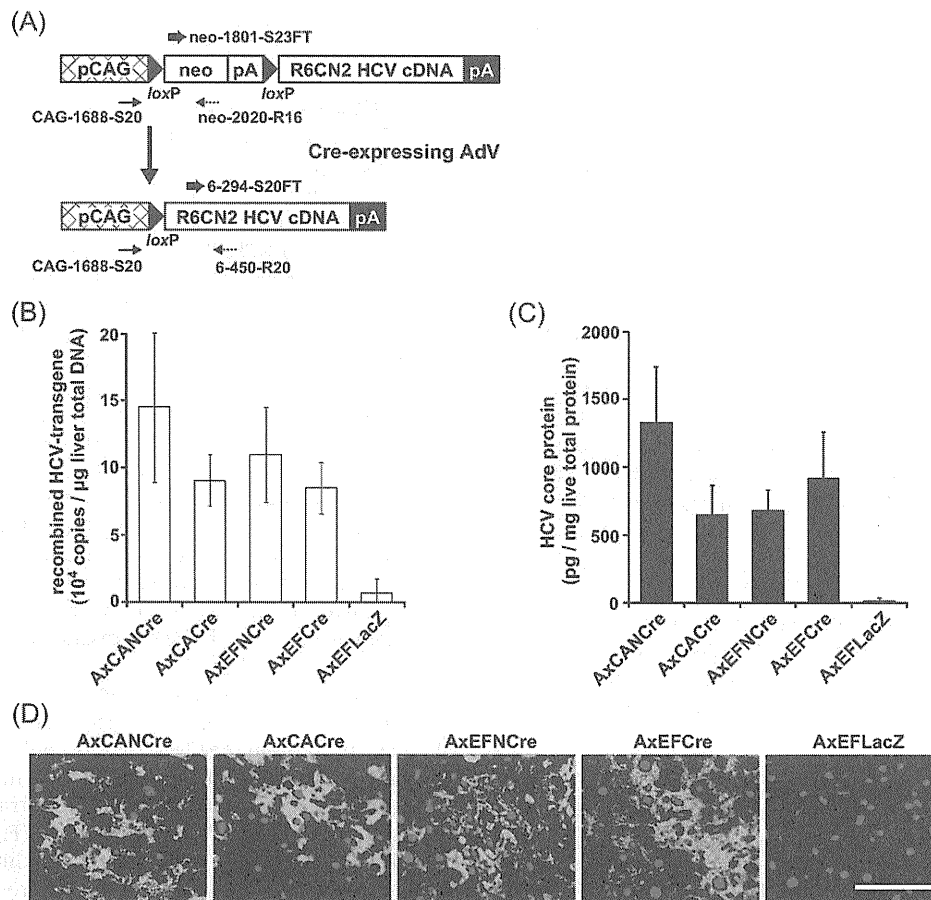 (A)
neo-1801-S23FT
pCAG neo pA R6CN2 HCV cDNA pA
loxP loxP
CAG-1688-S20 neo-2020-R16
Cre-expressing AdV
6-294-S20FT
pCAG R6CN2 HCV cDNA pA
loxP
CAG-1688-S20 6-450-R20
(B)
recombined HCV-transgene
(10⁴ copies / µg liver total DNA)
20
15
10
5
0
AxCANCre
AxCACre
AxEFNCre
AxEFCre
AxEFLacZ
(C)
HCV core protein
(pg / mg live total protein)
2000
1500
1000
500
0
AxCANCre
AxCACre
AxEFNCre
AxEFCre
AxEFLacZ
(D)
AxCANCre AxCACre AxEFNCre AxEFCre AxEFLacZ